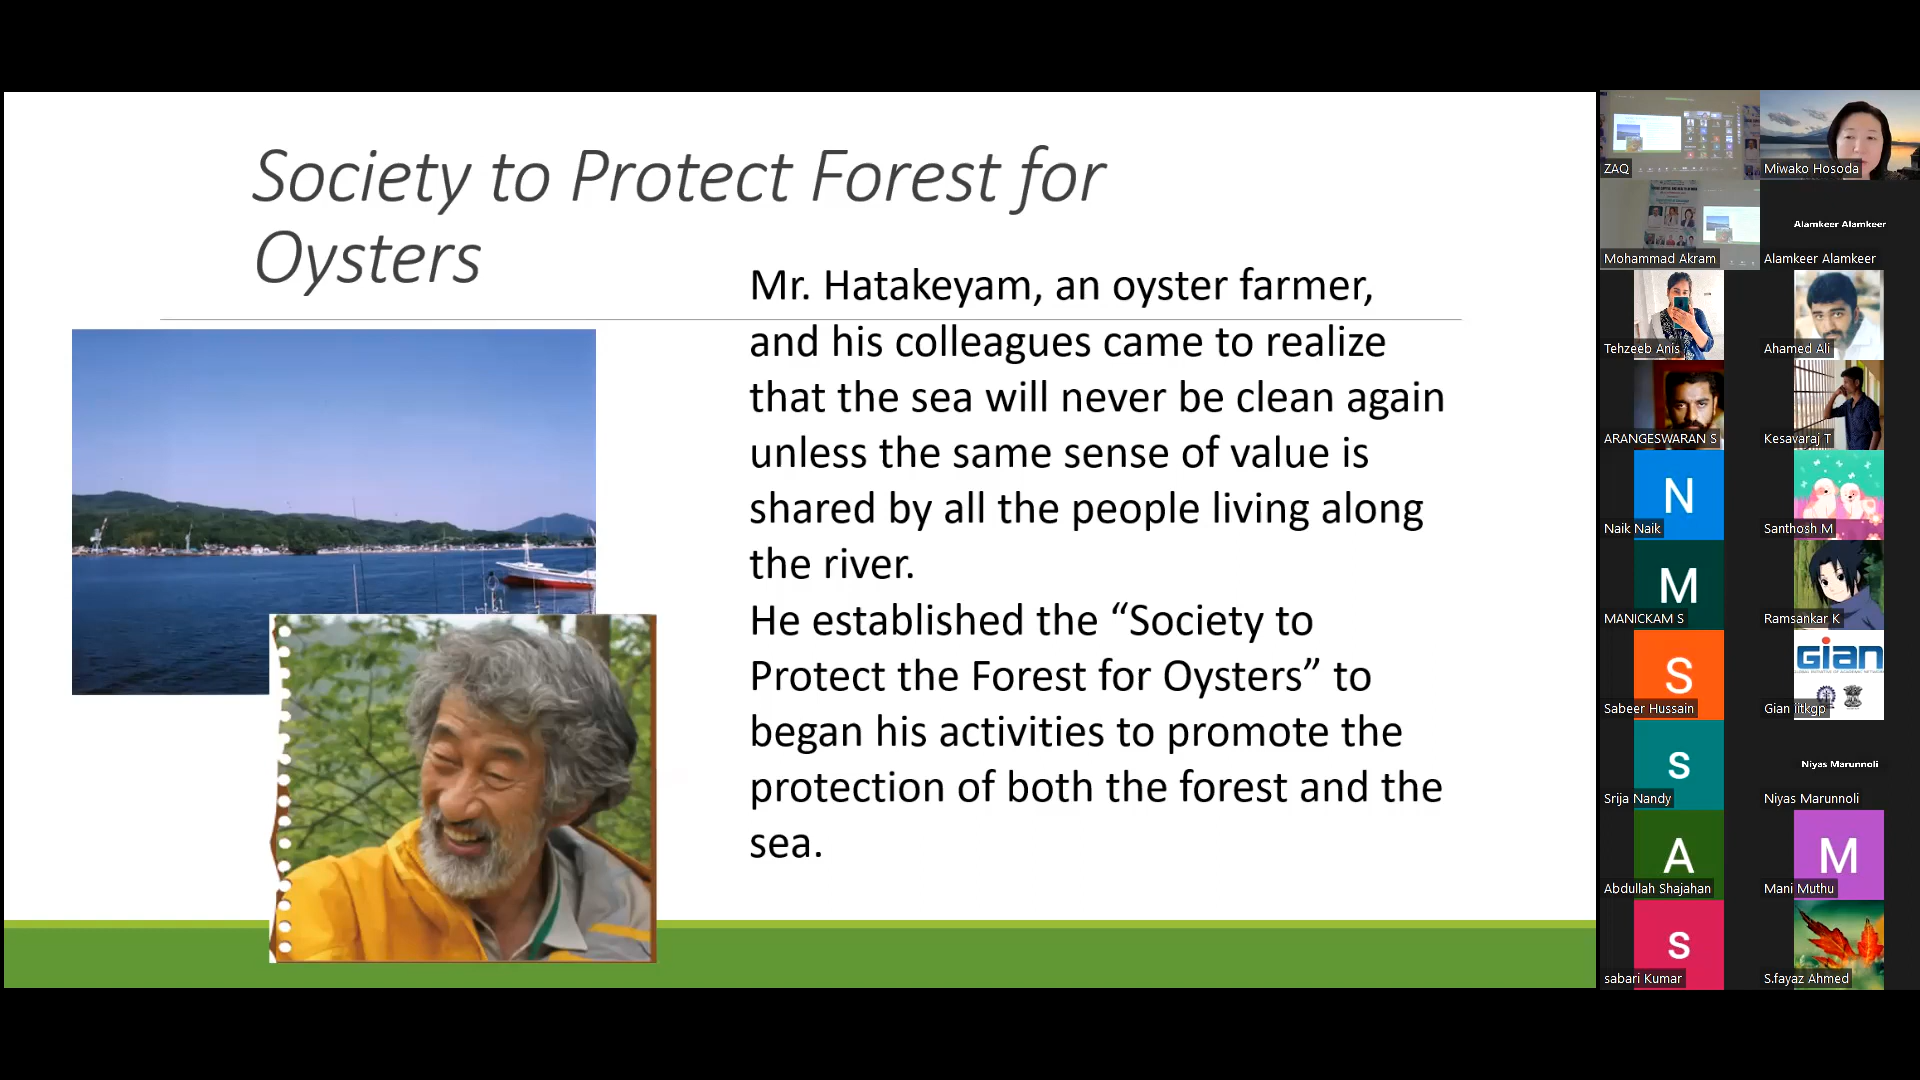 Society to Protect Forest for
Oysters
Mr. Hatakeyam, an oyster farmer,
and his colleagues came to realize
that the sea will never be clean again
unless the same sense of value is
shared by all the people living along
the river.
He established the “Society to
Protect the Forest for Oysters” to
began his activities to promote the
protection of both the forest and the
sea.
ZAQ
Miwako Hosoda
Mohammad Akram
Alamkeer Alamkeer
Alamkeer Alamkeer
Tehzeeb Anis
Ahamed Ali
ARANGESWARAN S
Kesavaraj T
N
Naik Naik
Santhosh M
M
MANICKAM S
Ramsankar K
S
Sabeer Hussain
gian
Gian iitkgp
s
Srija Nandy
Niyas Marunnoli
Niyas Marunnoli
A
Abdullah Shajahan
M
Mani Muthu
s
sabari Kumar
S.fayaz Ahmed